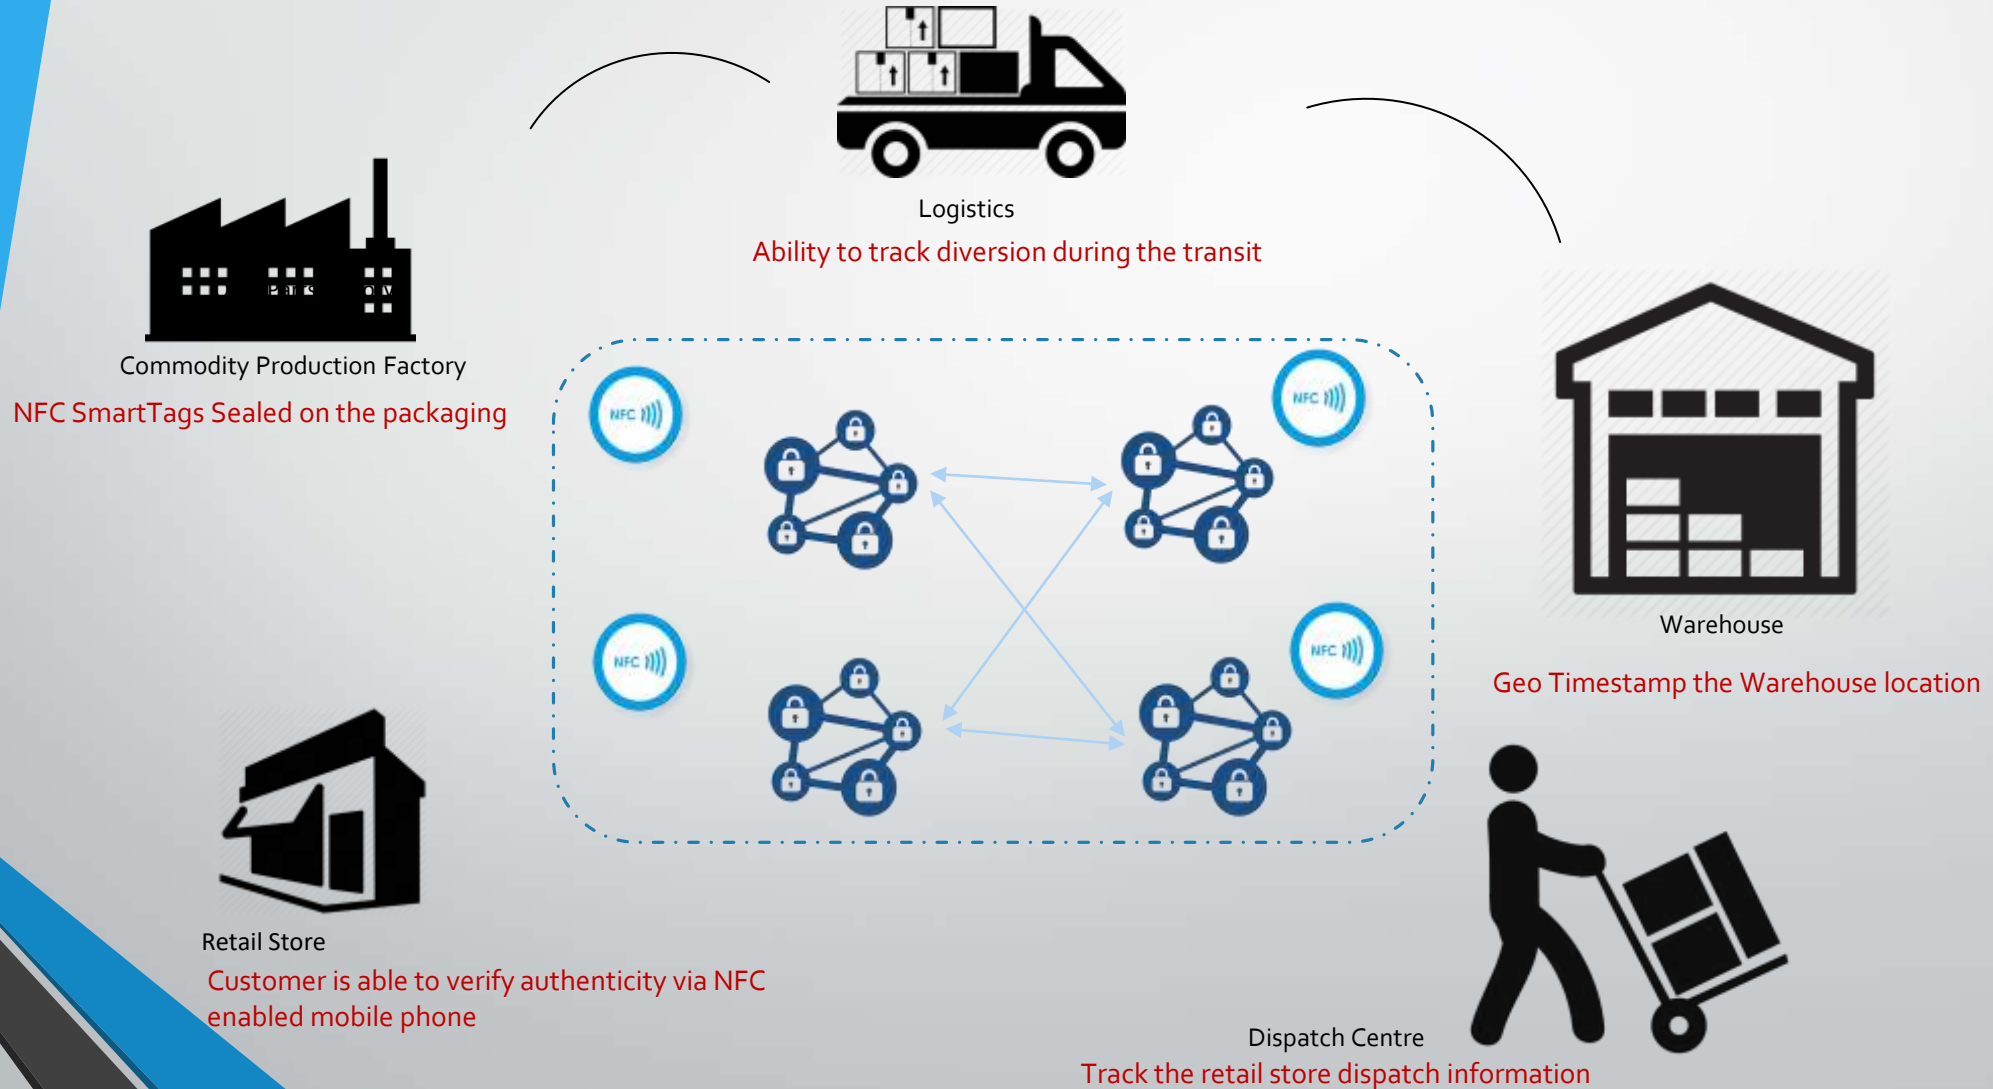 Logistics
Ability to track diversion during the transit
Commodity Production Factory
NFC SmartTags Sealed on the packaging
NFC
NFC
NFC
NFC
Warehouse
Geo Timestamp the Warehouse location
Retail Store
Customer is able to verify authenticity via NFC
enabled mobile phone
Dispatch Centre
Track the retail store dispatch information